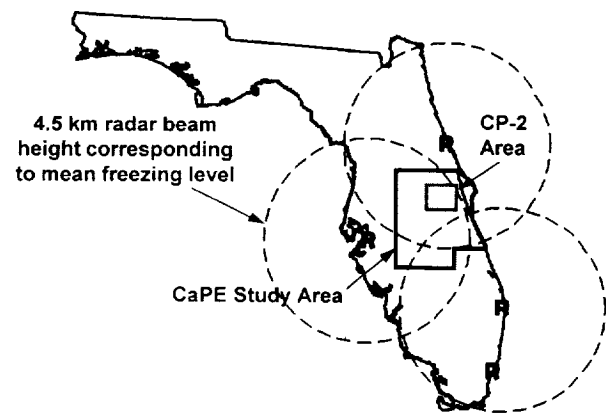 4.5 km radar beam
height corresponding
to mean freezing level
CP-2
Area
R
R
CaPE Study Area
R
R